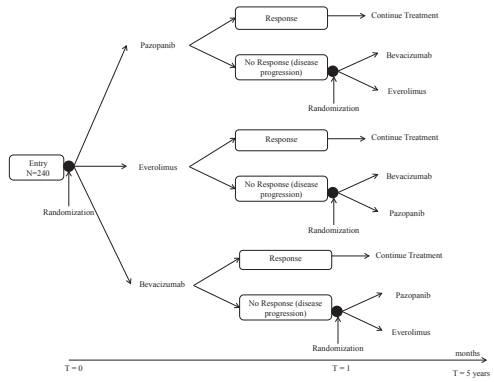 Response
Continue Treatment
Pazopanib
No Response (disease
progression)
Bevacizumab
Everolimus
Randomization
Entry
N=240
Randomization
Everolimus
Response
Continue Treatment
No Response (disease
progression)
Bevacizumab
Pazopanib
Randomization
Bevacizumab
Response
Continue Treatment
No Response (disease
progression)
Pazopanib
Everolimus
Randomization
months
T = 0
T = 1
T = 5 years